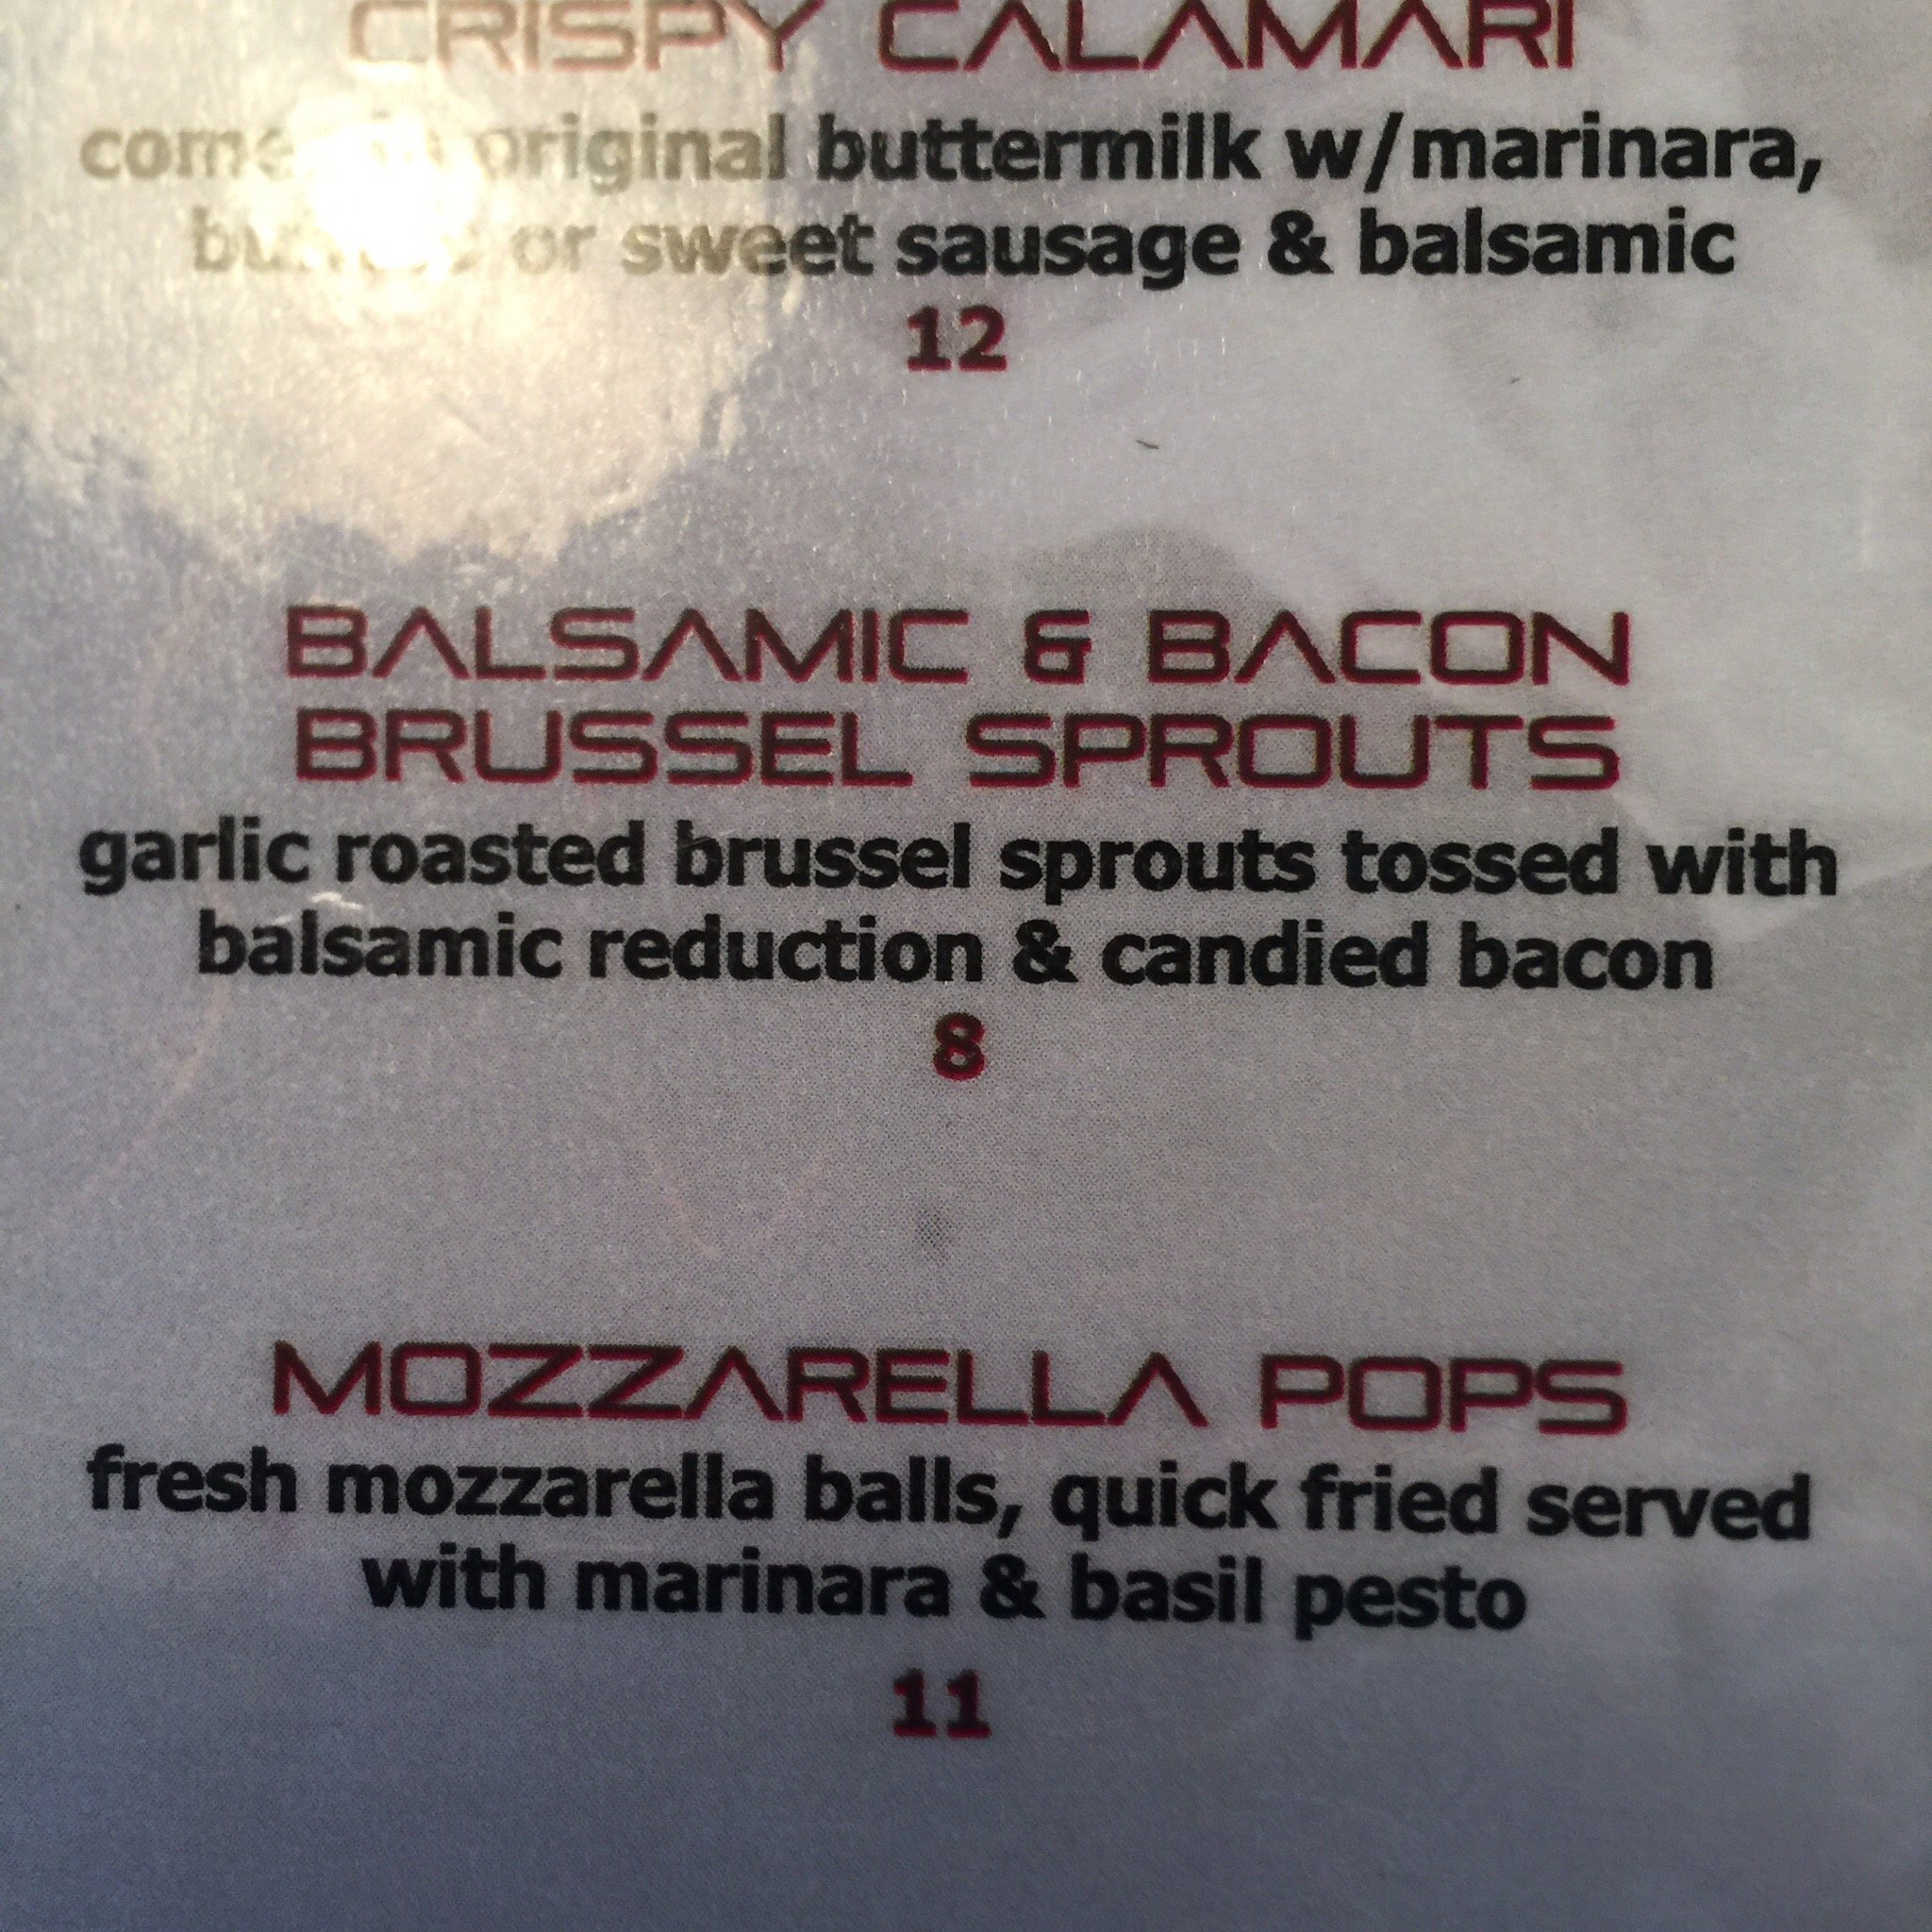 CRISPY CALAMARI
original buttermilk w/marinara,
or sweet sausage & balsamic
12
BALSAMIC & BACON
BRUSSEL SPROUTS
garlic roasted brussel sprouts tossed with
balsamic reduction & candied bacon
8
MOZZARELLA POPS
fresh mozzarella balls, quick fried served
with marinara & basil pesto
11